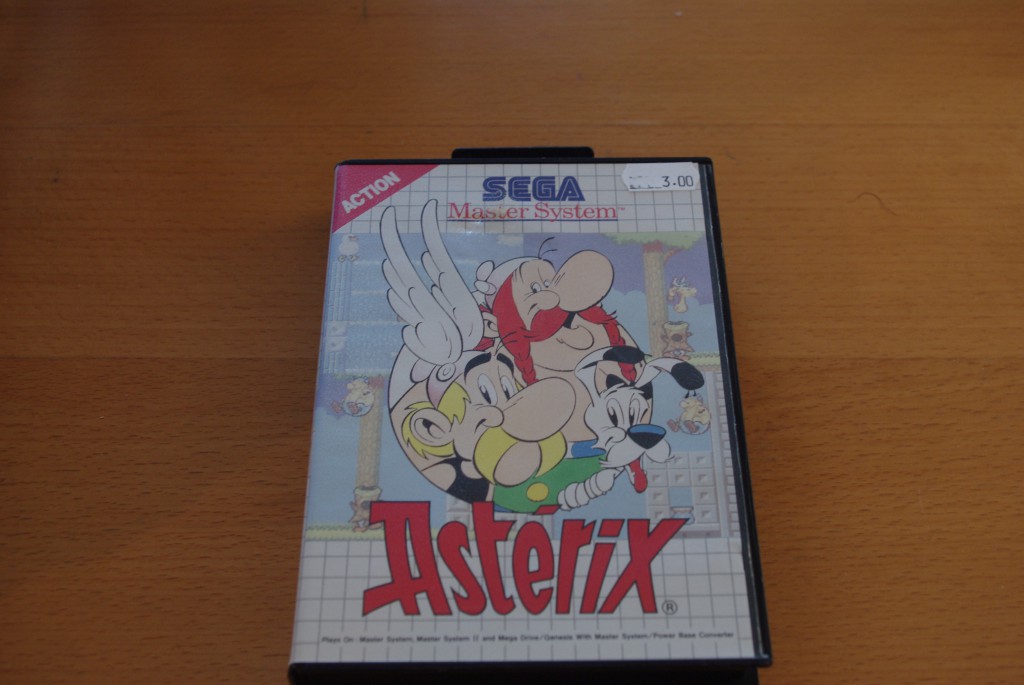 ACTION
SEGA
3.00
Master System™
Asterix®
Plays On: Master System, Master System II and Mega Drive/Genesis With Master System/Power Base Converter